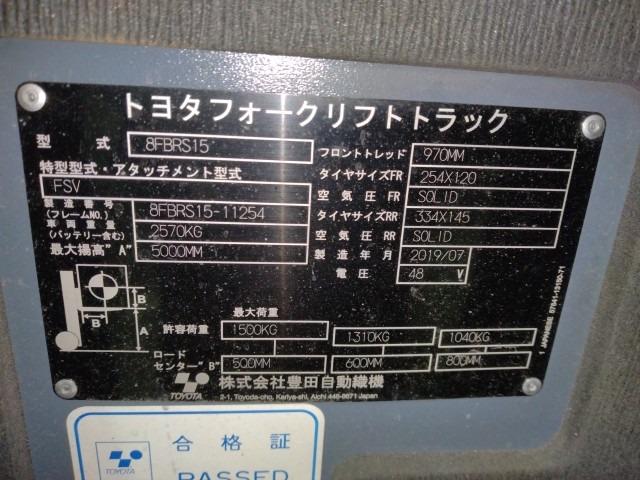 トヨタフォークリフトトラック
型式 8FBRS15
フロントトレッド 970MM
特型型式・アタッチメント型式
FSV
タイヤサイズFR 254X120
空気圧FR SOLID
製造番号
(フレームNO.) 8FBRS15-11254
タイヤサイズRR 334X145
車両重量
(バッテリー含む) 2570KG
空気圧RR SOLID
最大揚高"A" 5000MM
製造年月 2019/07
電圧 48 V
B
B
A
最大荷重
許容荷重 1500KG 1310KG 1040KG
ロード
センター"B" 500MM 600MM 800MM
TOYOTA 株式会社豊田自動織機
2-1, Toyoda-cho, Kariya-shi, Aichi 448-8671 Japan
1 JAPANESE 57841-13130-71
合格証
TOYOTA
PASSED